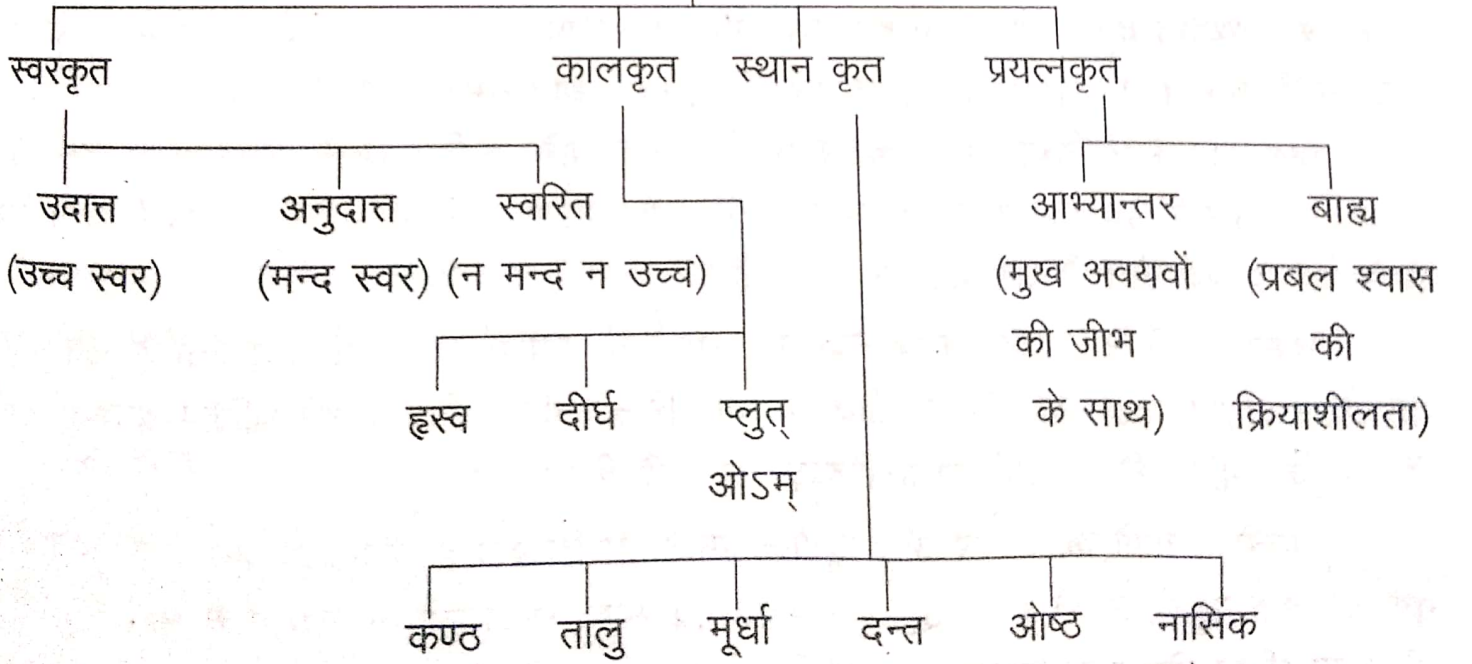 स्वरकृत कालकृत स्थान कृत प्रयत्नकृत
उदात्त अनुदात्त स्वरित आभ्यान्तर बाह्य
(उच्च स्वर) (मन्द स्वर) (न मन्द न उच्च) (मुख अवयवों (प्रबल श्वास
की जीभ की
हृस्व दीर्घ प्लुत् के साथ) क्रियाशीलता)
ओऽम्
कण्ठ तालु मूर्धा दन्त ओष्ठ नासिक